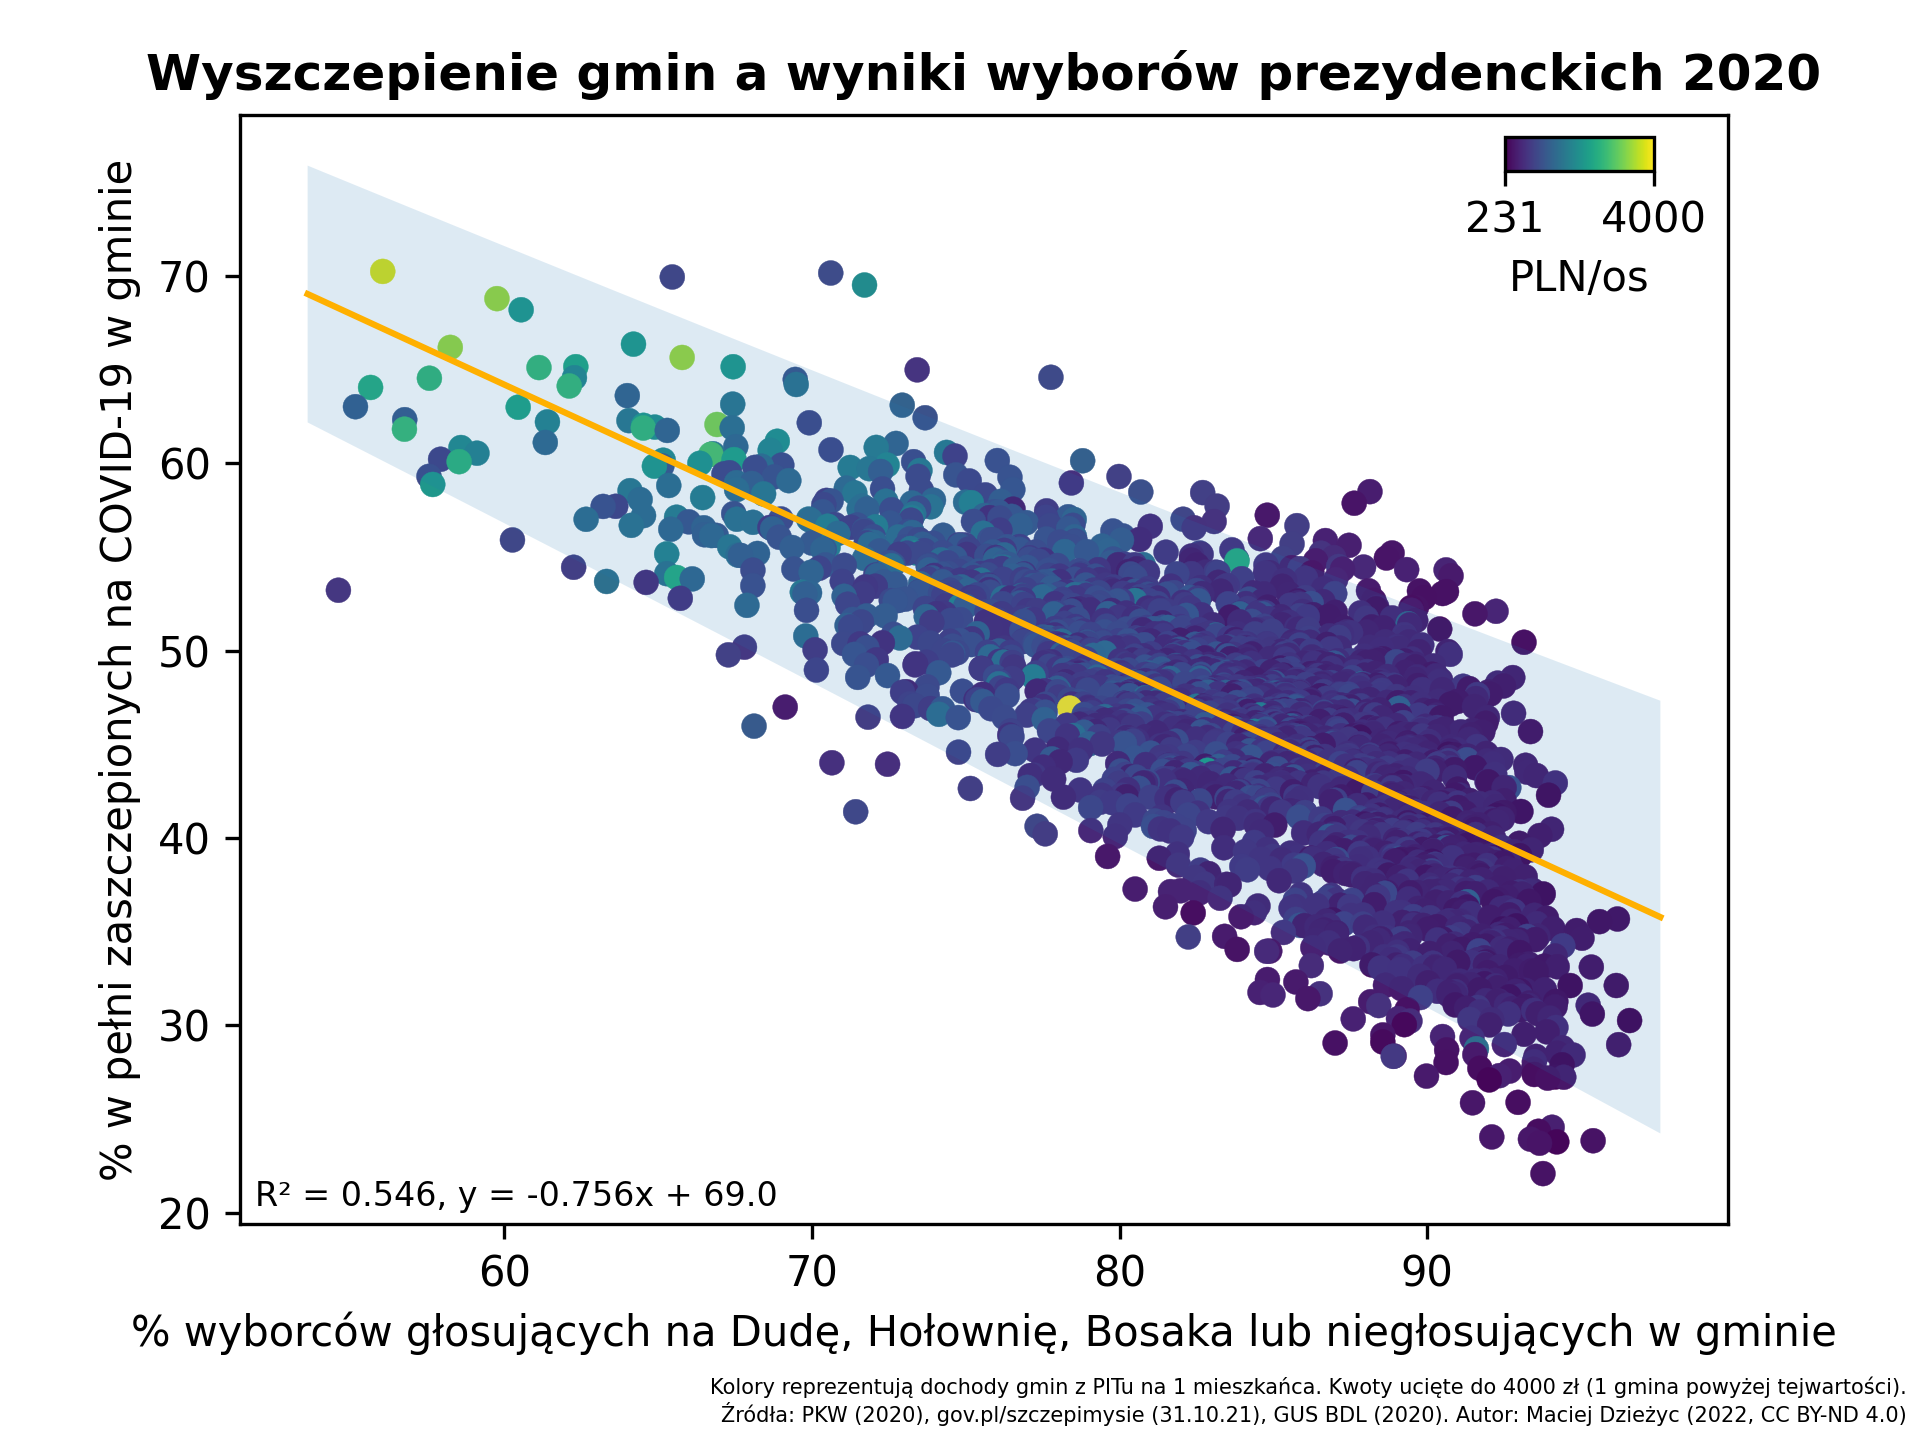 Wyszczepienie gmin a wyniki wyborów prezydenckich 2020
% w pełni zaszczepionych na COVID-19 w gminie
70
60
50
40
30
20
231 4000
PLN/os
R² = 0.546, y = -0.756x + 69.0
60 70 80 90
% wyborców głosujących na Dudę, Hołownię, Bosaka lub niegłosujących w gminie
Kolory reprezentują dochody gmin z PITu na 1 mieszkańca. Kwoty ucięte do 4000 zł (1 gmina powyżej tejwartości).
Źródła: PKW (2020), gov.pl/szczepimysie (31.10.21), GUS BDL (2020). Autor: Maciej Dzieżyc (2022, CC BY-ND 4.0)